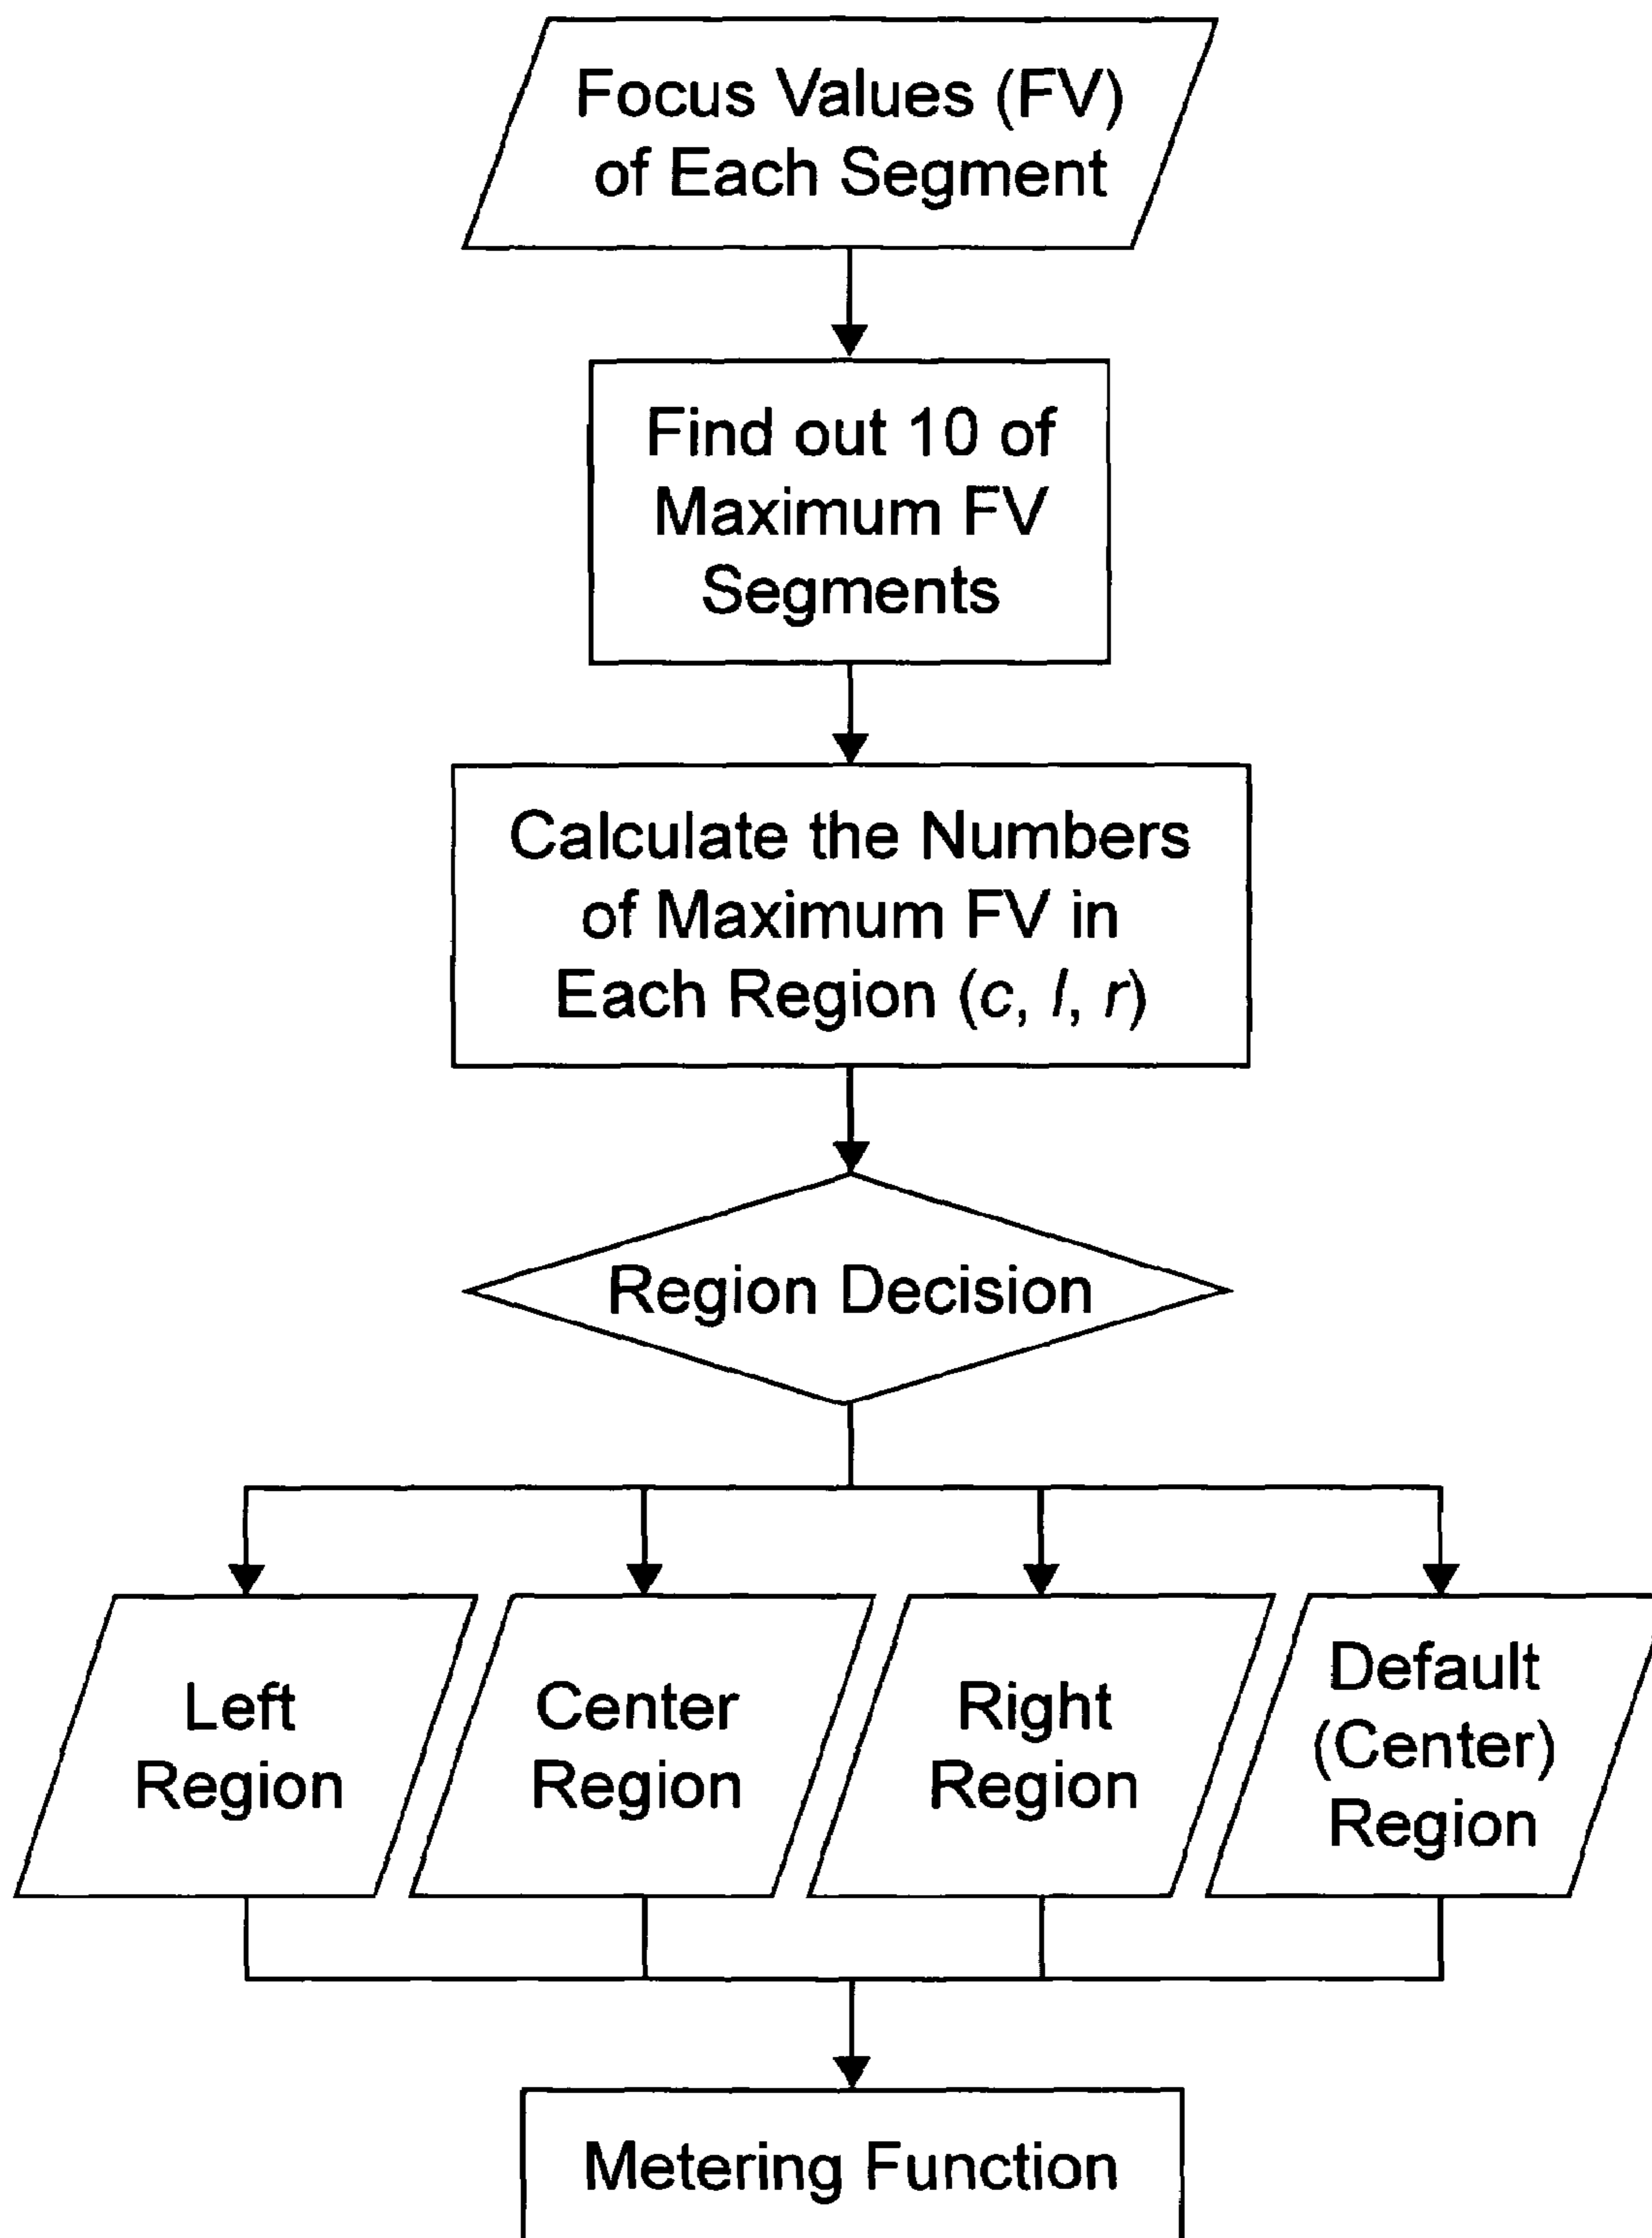 Focus Values (FV)
of Each Segment
Find out 10 of
Maximum FV
Segments
Calculate the Numbers
of Maximum FV in
Each Region (c, l, r)
Region Decision
Left
Region
Center
Region
Right
Region
Default
(Center)
Region
Metering Function